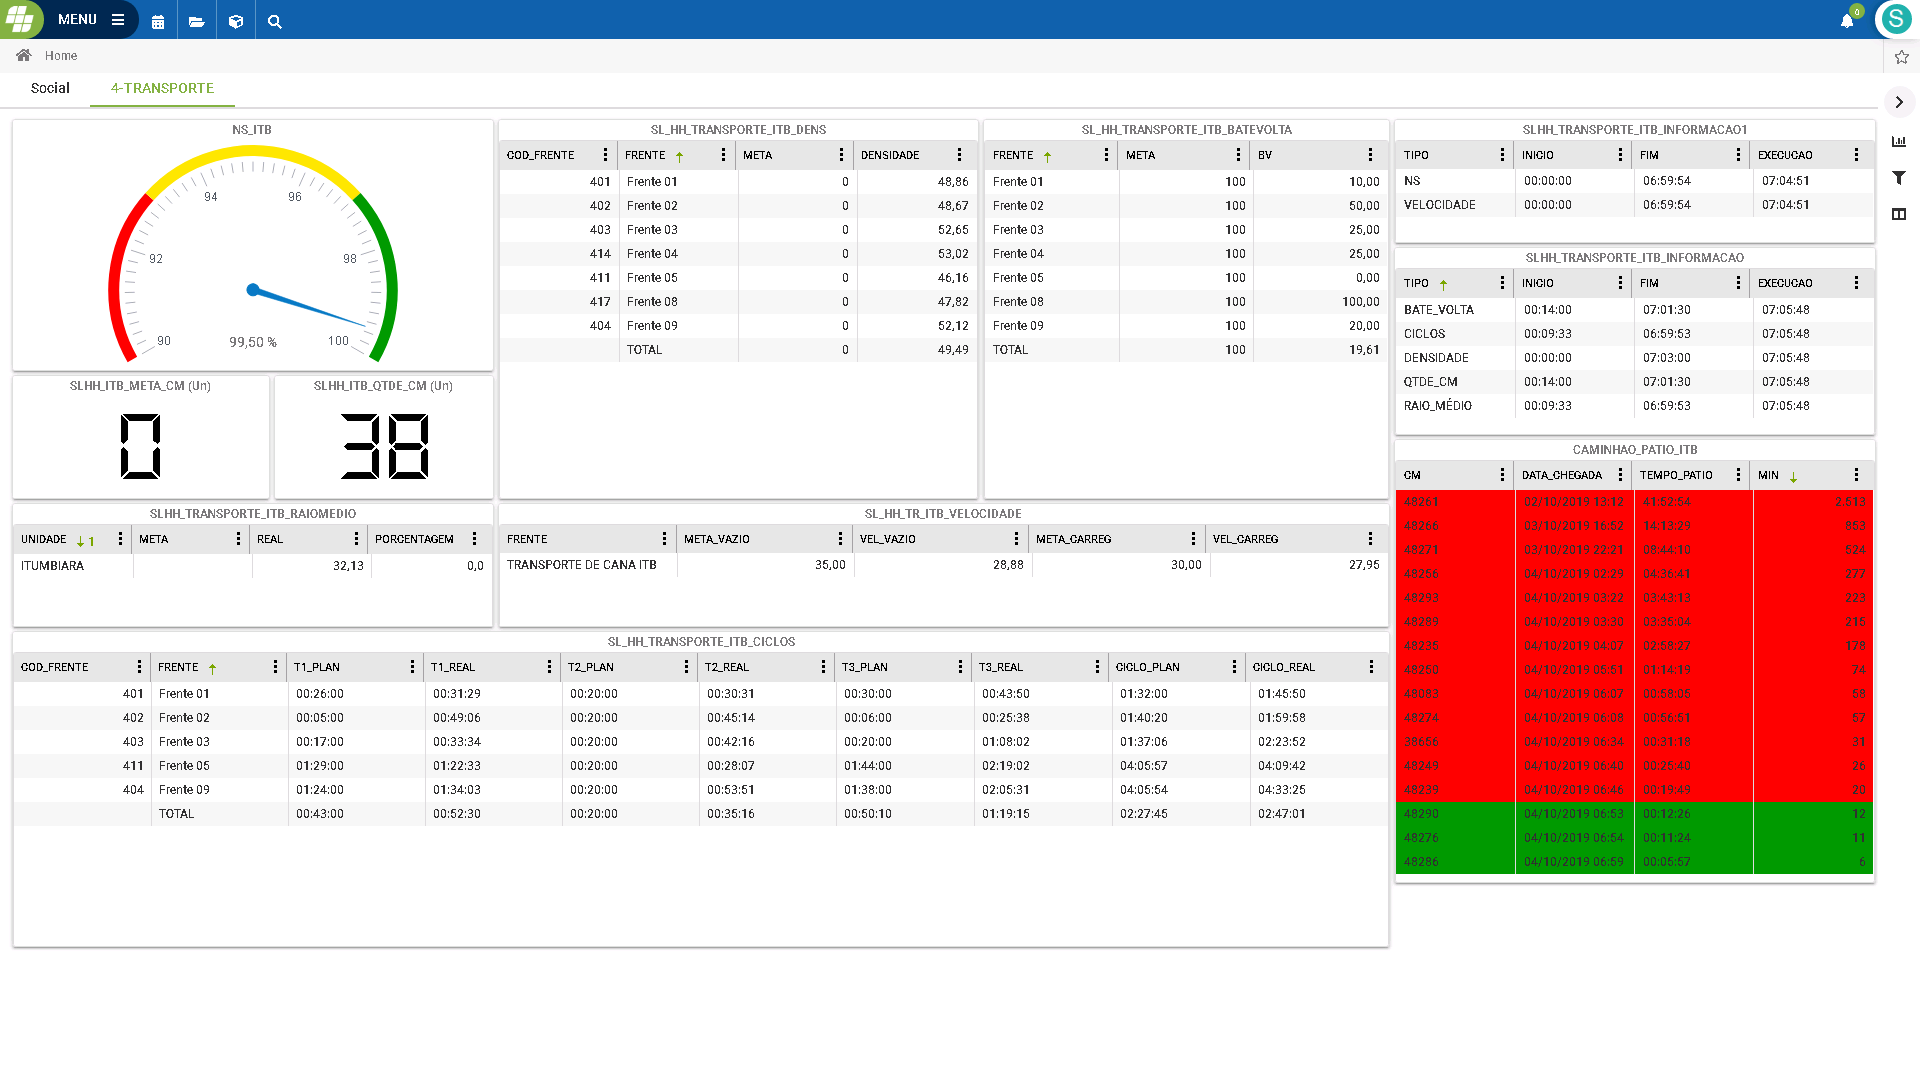 MENU
0
S
Home
Social
4-TRANSPORTE
NS_ITB
90
92
94
96
98
100
99,50 %
SLHH_ITB_META_CM (Un)
0
SLHH_ITB_QTDE_CM (Un)
38
SL_HH_TRANSPORTE_ITB_DENS
COD_FRENTE FRENTE META DENSIDADE
401 Frente 01 0 48,86
402 Frente 02 0 48,67
403 Frente 03 0 52,65
414 Frente 04 0 53,02
411 Frente 05 0 46,16
417 Frente 08 0 47,82
404 Frente 09 0 52,12
TOTAL 0 49,49
SL_HH_TRANSPORTE_ITB_BATEVOLTA
FRENTE META BV
Frente 01 100 10,00
Frente 02 100 50,00
Frente 03 100 25,00
Frente 04 100 25,00
Frente 05 100 0,00
Frente 08 100 100,00
Frente 09 100 20,00
TOTAL 100 19,61
SLHH_TRANSPORTE_ITB_INFORMACAO1
TIPO INICIO FIM EXECUCAO
NS 00:00:00 06:59:54 07:04:51
VELOCIDADE 00:00:00 06:59:54 07:04:51
SLHH_TRANSPORTE_ITB_INFORMACAO
TIPO INICIO FIM EXECUCAO
BATE_VOLTA 00:14:00 07:01:30 07:05:48
CICLOS 00:09:33 06:59:53 07:05:48
DENSIDADE 00:00:00 07:03:00 07:05:48
QTDE_CM 00:14:00 07:01:30 07:05:48
RAIO_MÉDIO 00:09:33 06:59:53 07:05:48
CAMINHAO_PATIO_ITB
CM DATA_CHEGADA TEMPO_PATIO MIN
48261 02/10/2019 13:12 41:52:54 2.513
48266 03/10/2019 16:52 14:13:29 853
48271 03/10/2019 22:21 08:44:10 524
48256 04/10/2019 02:29 04:36:41 277
48293 04/10/2019 03:22 03:43:13 223
48289 04/10/2019 03:30 03:35:04 215
48235 04/10/2019 04:07 02:58:27 178
48250 04/10/2019 05:51 01:14:19 74
48083 04/10/2019 06:07 00:58:05 58
48274 04/10/2019 06:08 00:56:51 57
38656 04/10/2019 06:34 00:31:18 31
48249 04/10/2019 06:40 00:25:40 26
48239 04/10/2019 06:46 00:19:49 20
48290 04/10/2019 06:53 00:12:26 12
48276 04/10/2019 06:54 00:11:24 11
48286 04/10/2019 06:59 00:05:57 6
SLHH_TRANSPORTE_ITB_RAIOMEDIO
UNIDADE 1 META REAL PORCENTAGEM
ITUMBIARA 32,13 0,0
SL_HH_TR_ITB_VELOCIDADE
FRENTE META_VAZIO VEL_VAZIO META_CARREG VEL_CARREG
TRANSPORTE DE CANA ITB 35,00 28,88 30,00 27,95
SL_HH_TRANSPORTE_ITB_CICLOS
COD_FRENTE FRENTE T1_PLAN T1_REAL T2_PLAN T2_REAL T3_PLAN T3_REAL CICLO_PLAN CICLO_REAL
401 Frente 01 00:26:00 00:31:29 00:20:00 00:30:31 00:30:00 00:43:50 01:32:00 01:45:50
402 Frente 02 00:05:00 00:49:06 00:20:00 00:45:14 00:06:00 00:25:38 01:40:20 01:59:58
403 Frente 03 00:17:00 00:33:34 00:20:00 00:42:16 00:20:00 01:08:02 01:37:06 02:23:52
411 Frente 05 01:29:00 01:22:33 00:20:00 00:28:07 01:44:00 02:19:02 04:05:57 04:09:42
404 Frente 09 01:24:00 01:34:03 00:20:00 00:53:51 01:38:00 02:05:31 04:05:54 04:33:25
TOTAL 00:43:00 00:52:30 00:20:00 00:35:16 00:50:10 01:19:15 02:27:45 02:47:01